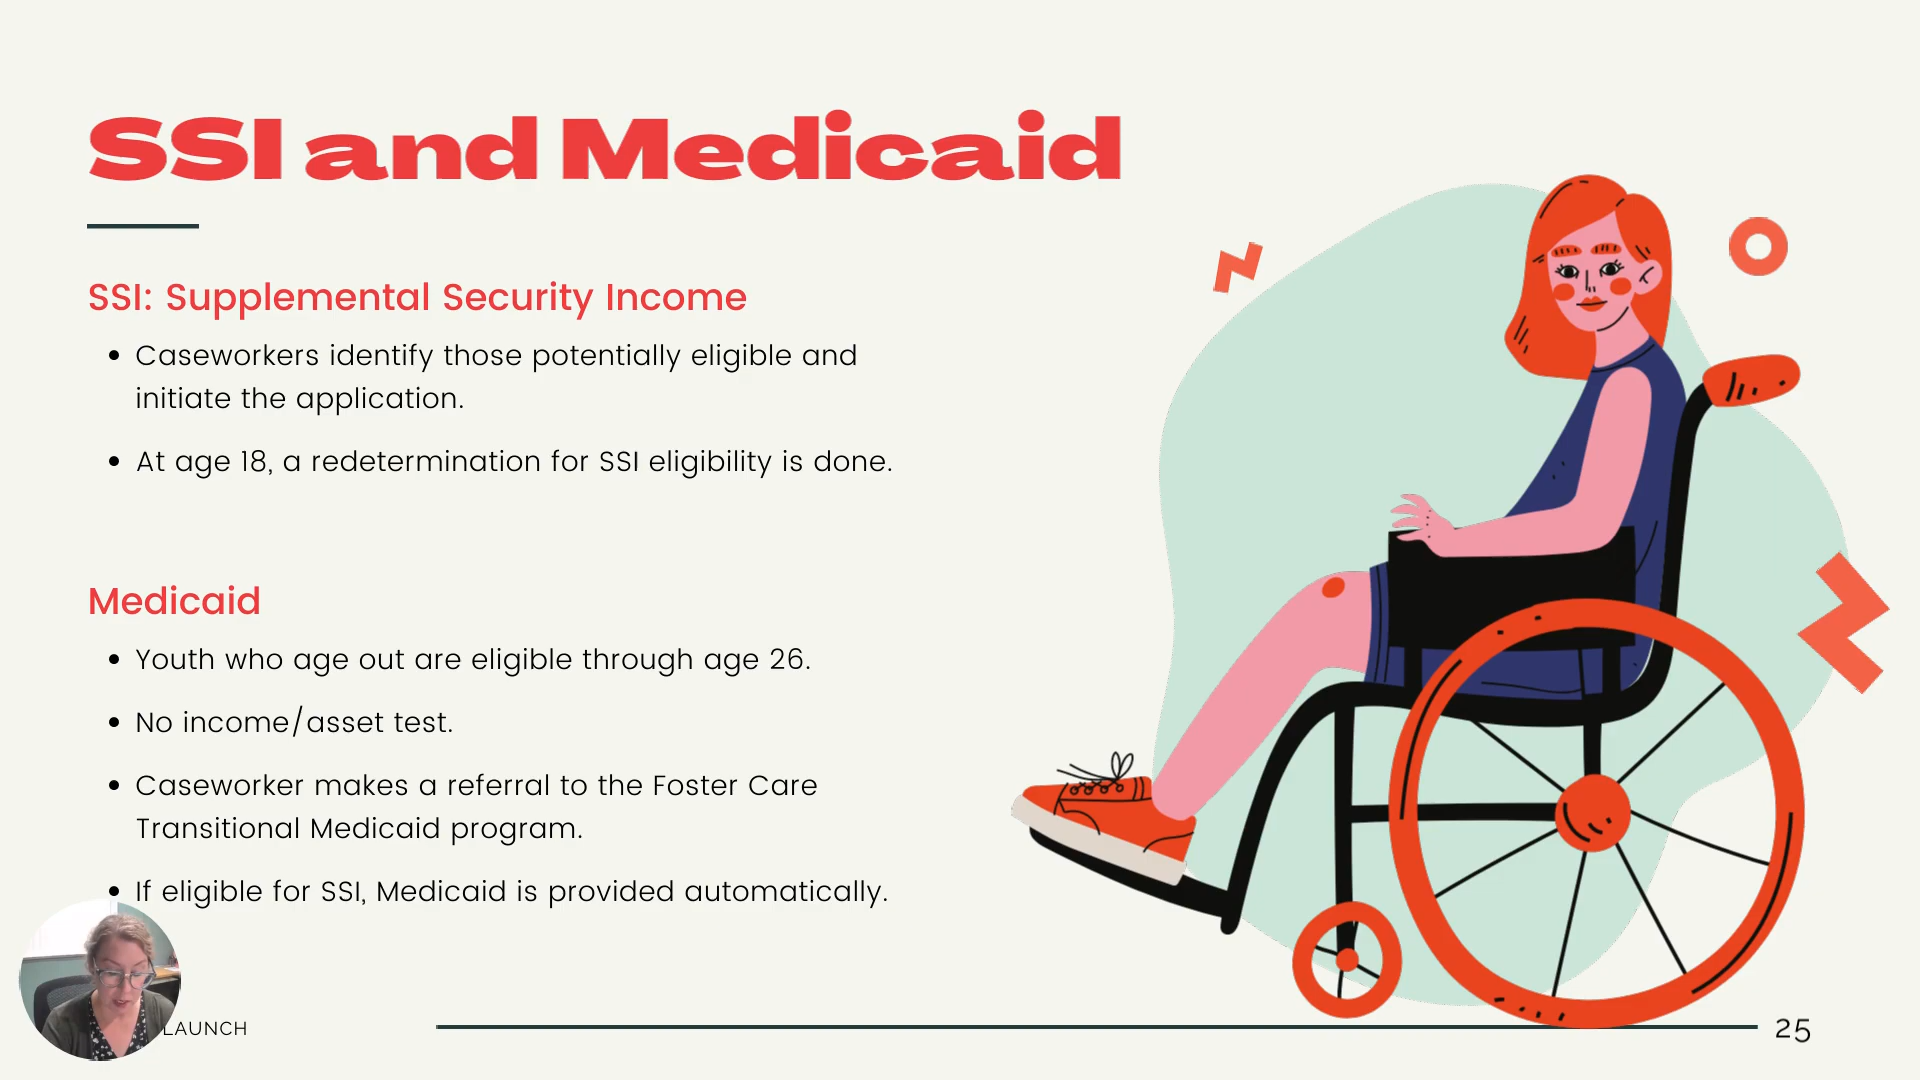 SSI and Medicaid
SSI: Supplemental Security Income
• Caseworkers identify those potentially eligible and
initiate the application.
• At age 18, a redetermination for SSI eligibility is done.
Medicaid
• Youth who age out are eligible through age 26.
• No income/asset test.
• Caseworker makes a referral to the Foster Care
Transitional Medicaid program.
• If eligible for SSI, Medicaid is provided automatically.
LAUNCH
25